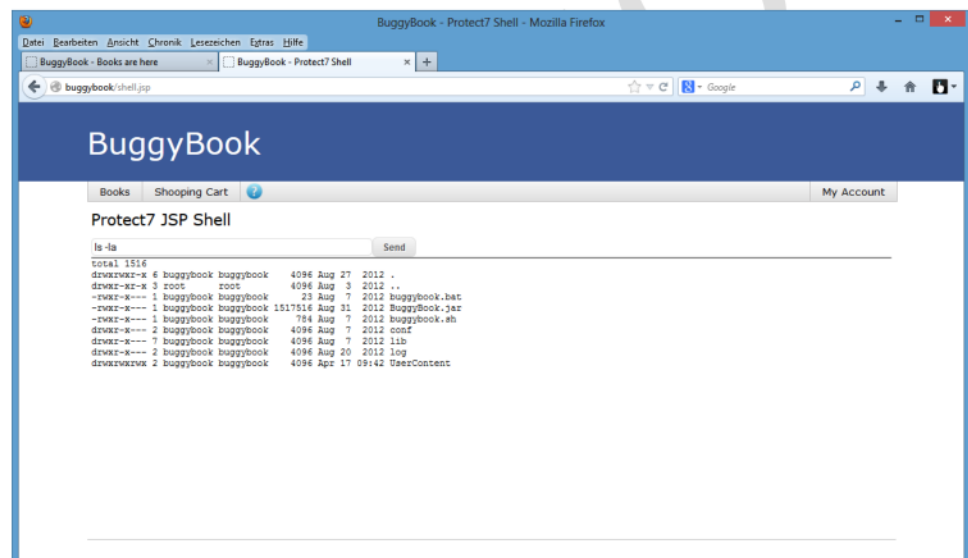 BuggyBook - Protect7 Shell - Mozilla Firefox
Datei Bearbeiten Ansicht Chronik Lesezeichen Extras Hilfe
BuggyBook - Books are here × BuggyBook - Protect7 Shell × +
buggybook/shell.jsp Google
BuggyBook
Books Shooping Cart ? My Account
Protect7 JSP Shell
ls -la Send
total 1516
drwxrwxr-x 6 buggybook buggybook 4096 Aug 27 2012 .
drwxr-xr-x 3 root root 4096 Aug 3 2012 ..
-rwxr-x--- 1 buggybook buggybook 23 Aug 7 2012 buggybook.bat
-rwxr-x--- 1 buggybook buggybook 1517516 Aug 31 2012 BuggyBook.jar
-rwxr-x--- 1 buggybook buggybook 784 Aug 7 2012 buggybook.sh
drwxr-x--- 2 buggybook buggybook 4096 Aug 7 2012 conf
drwxr-x--- 7 buggybook buggybook 4096 Aug 7 2012 lib
drwxr-x--- 2 buggybook buggybook 4096 Aug 20 2012 log
drwxrwxrwx 2 buggybook buggybook 4096 Apr 17 09:42 UserContent